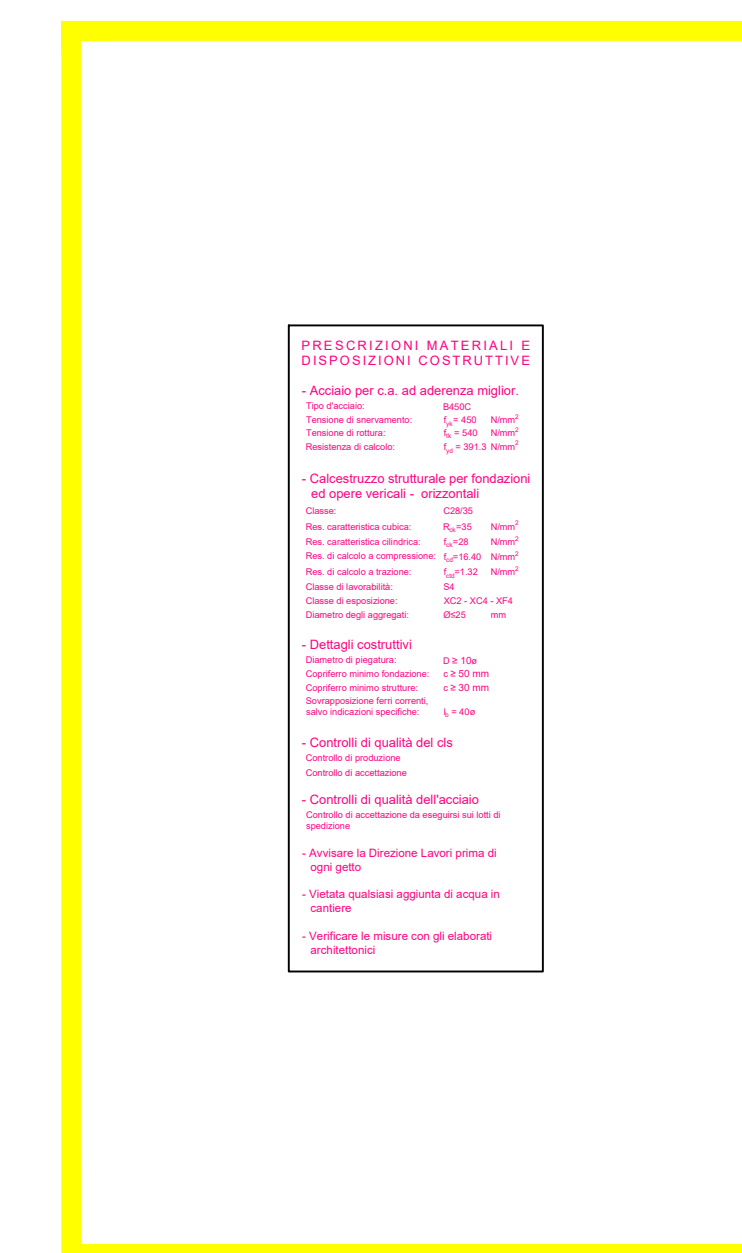 PRESCRIZIONI MATERIALI E
DISPOSIZIONI COSTRUTTIVE
- Acciaio per c.a. ad aderenza miglior.
Tipo d'acciaio: B450C
Tensione di snervamento: fyk= 450 N/mm²
Tensione di rottura: ftk = 540 N/mm²
Resistenza di calcolo: fyd = 391.3 N/mm²
- Calcestruzzo strutturale per fondazioni
ed opere vericali - orizzontali
Classe: C28/35
Res. caratteristica cubica: Rck=35 N/mm²
Res. caratteristica cilindrica: fck=28 N/mm²
Res. di calcolo a compressione: fcd=16.40 N/mm²
Res. di calcolo a trazione: fctd=1.32 N/mm²
Classe di lavorabilità: S4
Classe di esposizione: XC2 - XC4 - XF4
Diametro degli aggregati: Ø≤25 mm
- Dettagli costruttivi
Diametro di piegatura: D ≥ 10ø
Copriferro minimo fondazione: c ≥ 50 mm
Copriferro minimo strutture: c ≥ 30 mm
Sovrapposizione ferri correnti,
salvo indicazioni specifiche: lb = 40ø
- Controlli di qualità del cls
Controllo di produzione
Controllo di accettazione
- Controlli di qualità dell'acciaio
Controllo di accettazione da eseguirsi sui lotti di
spedizione
- Avvisare la Direzione Lavori prima di
ogni getto
- Vietata qualsiasi aggiunta di acqua in
cantiere
- Verificare le misure con gli elaborati
architettonici